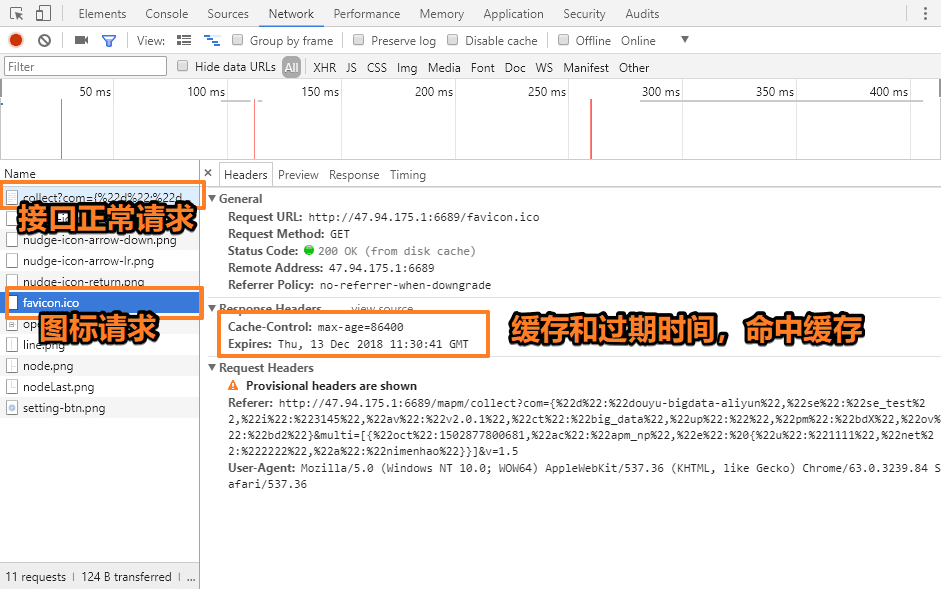 Elements Console Sources Network Performance Memory Application Security Audits
View: Group by frame Preserve log Disable cache Offline Online
Filter Hide data URLs All XHR JS CSS Img Media Font Doc WS Manifest Other
50 ms 100 ms 150 ms 200 ms 250 ms 300 ms 350 ms 400 ms
Name
collect?com={%22d%22:%22d...
接口正常请求
nudge-icon-arrow-down.png
nudge-icon-arrow-lr.png
nudge-icon-return.png
favicon.ico
图标请求
line.png
node.png
nodeLast.png
setting-btn.png
11 requests | 124 B transferred | ...
× Headers Preview Response Timing
General
Request URL: http://47.94.175.1:6689/favicon.ico
Request Method: GET
Status Code: 200 OK (from disk cache)
Remote Address: 47.94.175.1:6689
Referrer Policy: no-referrer-when-downgrade
Response Headers view source
Cache-Control: max-age=86400
Expires: Thu, 13 Dec 2018 11:30:41 GMT
缓存和过期时间，命中缓存
Request Headers
Provisional headers are shown
Referer: http://47.94.175.1:6689/mapm/collect?com={%22d%22:%22douyu-bigdata-aliyun%22,%22se%22:%22se_test%22
,%22i%22:%223145%22,%22av%22:%22v2.0.1%22,%22ct%22:%22big_data%22,%22up%22:%22%22,%22pm%22:%22bdX%22,%22ov%
22:%22bd2%22}&multi=[{%22oct%22:1502877800681,%22ac%22:%22apm_np%22,%22e%22:%20{%22u%22:%221111%22,%22net%2
2:%222222%22,%22a%22:%22nimenhao%22}}]&v=1.5
User-Agent: Mozilla/5.0 (Windows NT 10.0; WOW64) AppleWebKit/537.36 (KHTML, like Gecko) Chrome/63.0.3239.84 S
afari/537.36